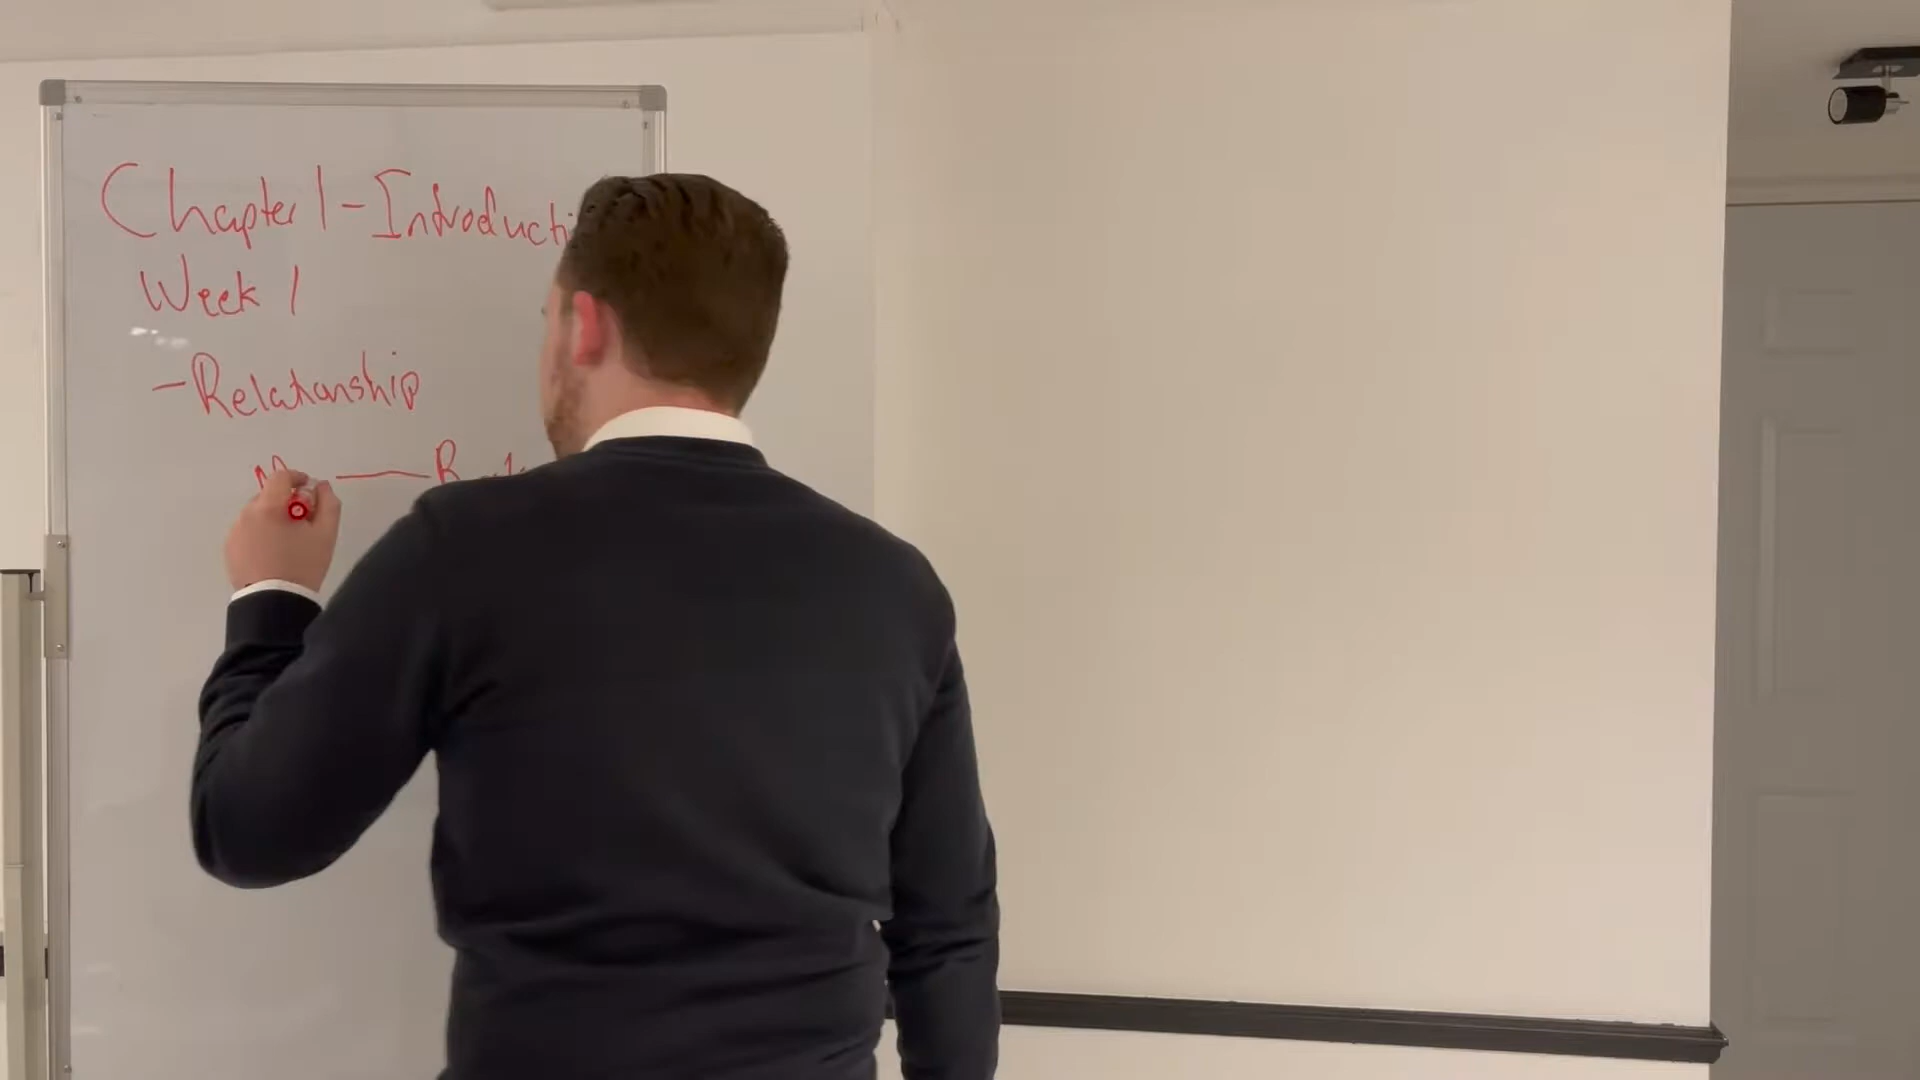 Chapter 1 - Introducti
Week 1
- Relationship